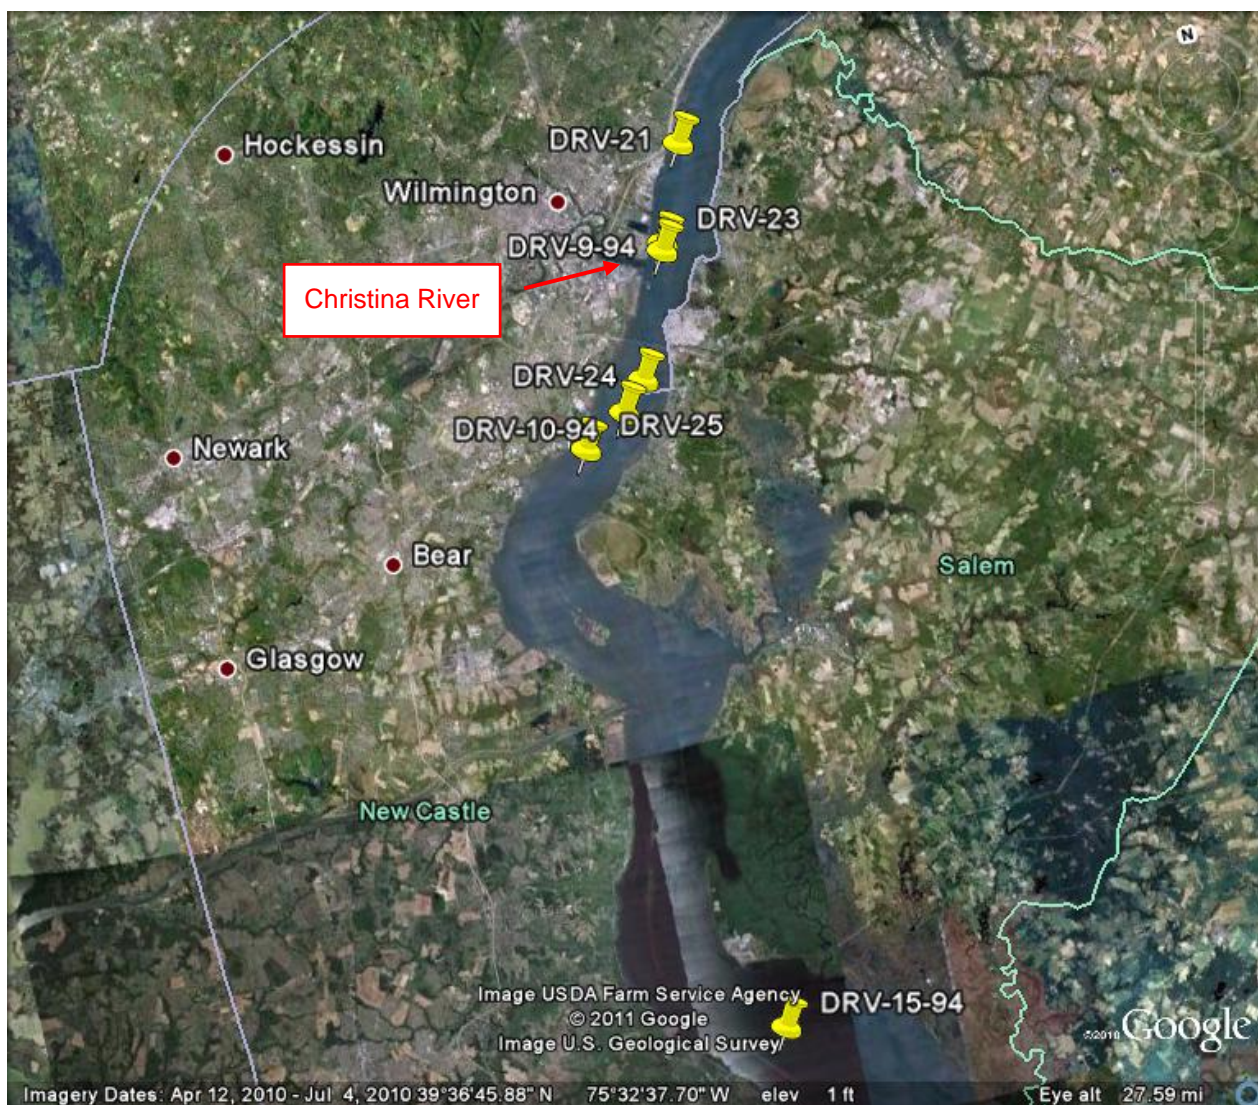 N
DRV-21
Hockessin
Wilmington
DRV-23
DRV-9-94
Christina River
DRV-24
DRV-10-94
DRV-25
Newark
Bear
Salem
Glasgow
New Castle
Image USDA Farm Service Agency
© 2011 Google
Image U.S. Geological Survey
DRV-15-94
©2010 Google
Imagery Dates: Apr 12, 2010 - Jul 4, 2010 39°36'45.88" N 75°32'37.70" W elev 1 ft Eye alt 27.59 mi